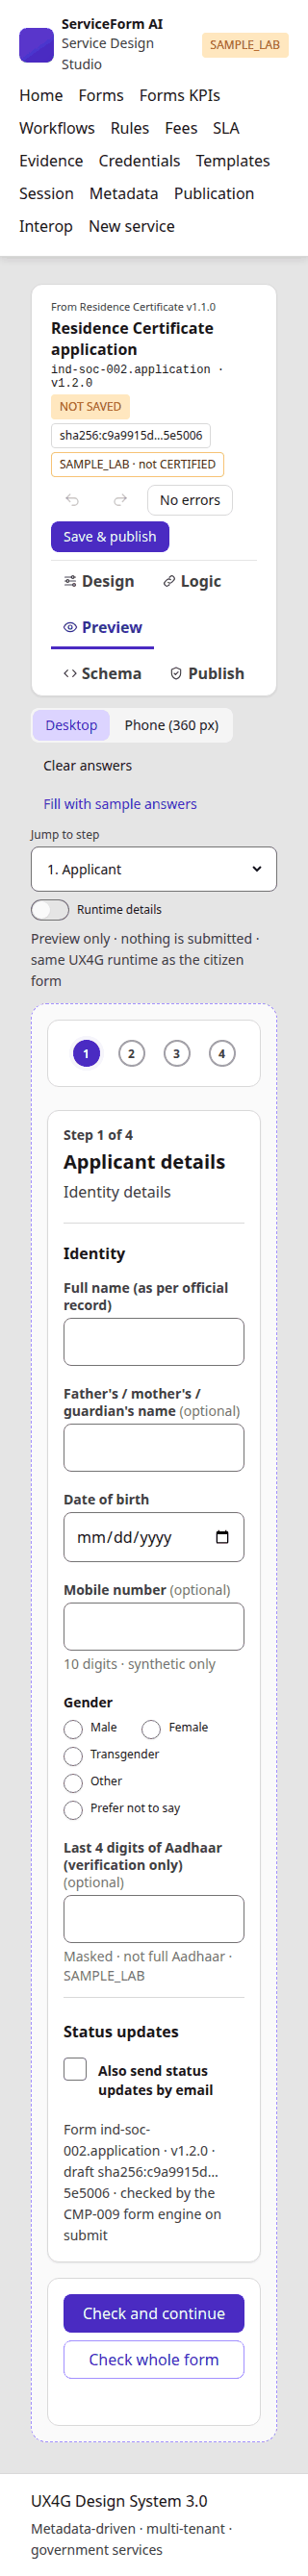 ServiceForm AI
Service Design
Studio
SAMPLE_LAB
Home Forms Forms KPIs
Workflows Rules Fees SLA
Evidence Credentials Templates
Session Metadata Publication
Interop New service
From Residence Certificate v1.1.0
Residence Certificate
application
ind-soc-002.application ·
v1.2.0
NOT SAVED
sha256:c9a9915d…5e5006
SAMPLE_LAB · not CERTIFIED
No errors
Save & publish
Design Logic
Preview
Schema Publish
Desktop Phone (360 px)
Clear answers
Fill with sample answers
Jump to step
1. Applicant
Runtime details
Preview only · nothing is submitted ·
same UX4G runtime as the citizen
form
1 2 3 4
Step 1 of 4
Applicant details
Identity details
Identity
Full name (as per official
record)
Father's / mother's /
guardian's name (optional)
Date of birth
mm/dd/yyyy
Mobile number (optional)
10 digits · synthetic only
Gender
Male Female
Transgender
Other
Prefer not to say
Last 4 digits of Aadhaar
(verification only)
(optional)
Masked · not full Aadhaar ·
SAMPLE_LAB
Status updates
Also send status
updates by email
Form ind-soc-
002.application · v1.2.0 ·
draft sha256:c9a9915d…
5e5006 · checked by the
CMP-009 form engine on
submit
Check and continue
Check whole form
UX4G Design System 3.0
Metadata-driven · multi-tenant ·
government services